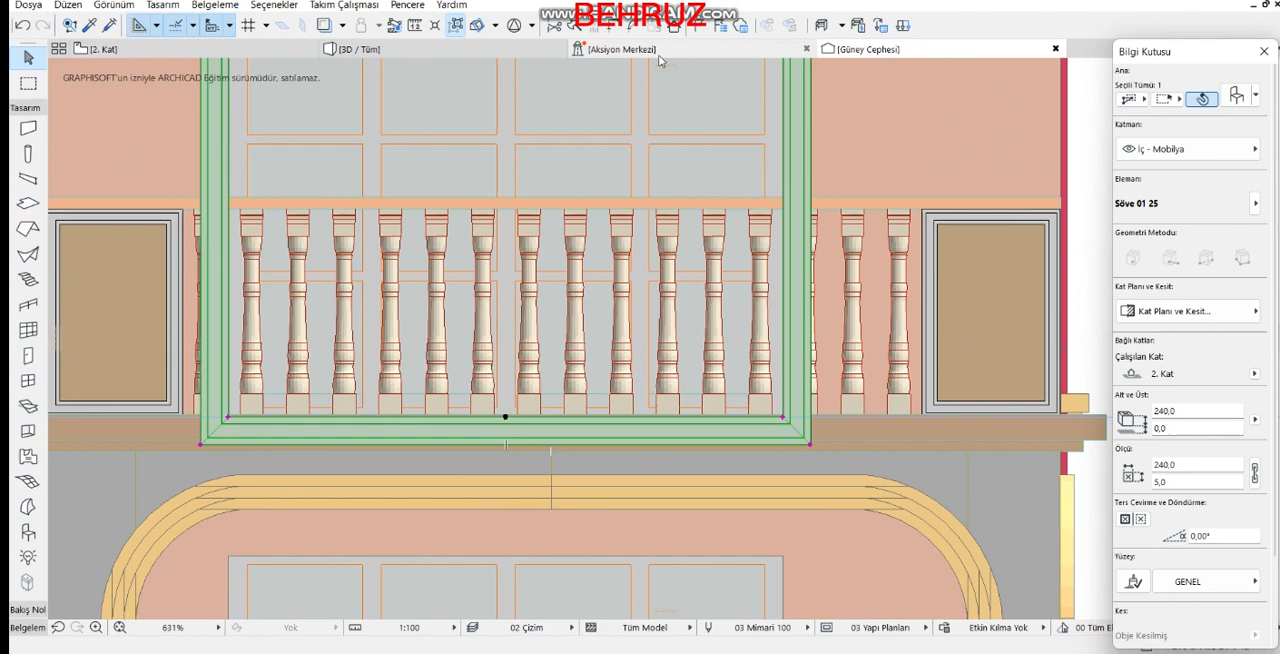 Dosya Düzen Görünüm Tasarım Belgeleme Seçenekler Takım Çalışması Pencere Yardım
BEHRUZ
[2. Kat] [3D / Tüm] [Aksiyon Merkezi] [Güney Cephesi]
GRAPHISOFT'un izniyle ARCHICAD Eğitim sürümüdür, satılamaz.
Tasarım
Bakış Nol
Belgelem
631% Yok 1:100 02 Çizim Tüm Model 03 Mimari 100 03 Yapı Planları Etkin Kılma Yok 00 Tüm El
Bilgi Kutusu
Ana:
Seçili Tümü: 1
Katman:
İç - Mobilya
Eleman:
Söve 01 25
Geometri Metodu:
Kat Planı ve Kesit:
Kat Planı ve Kesit...
Bağlı Katlar:
Çalışılan Kat:
2. Kat
Alt ve Üst:
240,0
0,0
Ölçü:
240,0
5,0
Ters Çevirme ve Döndürme:
α 0,00°
Yüzey:
GENEL
Kes:
Obje Kesilmiş